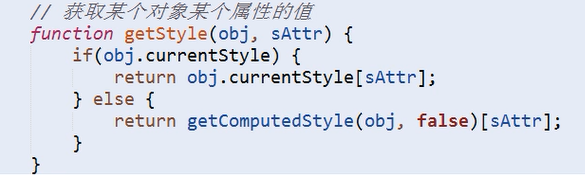 // 获取某个对象某个属性的值
function getStyle(obj, sAttr) {
    if(obj.currentStyle) {
        return obj.currentStyle[sAttr];
    } else {
        return getComputedStyle(obj, false)[sAttr];
    }
}